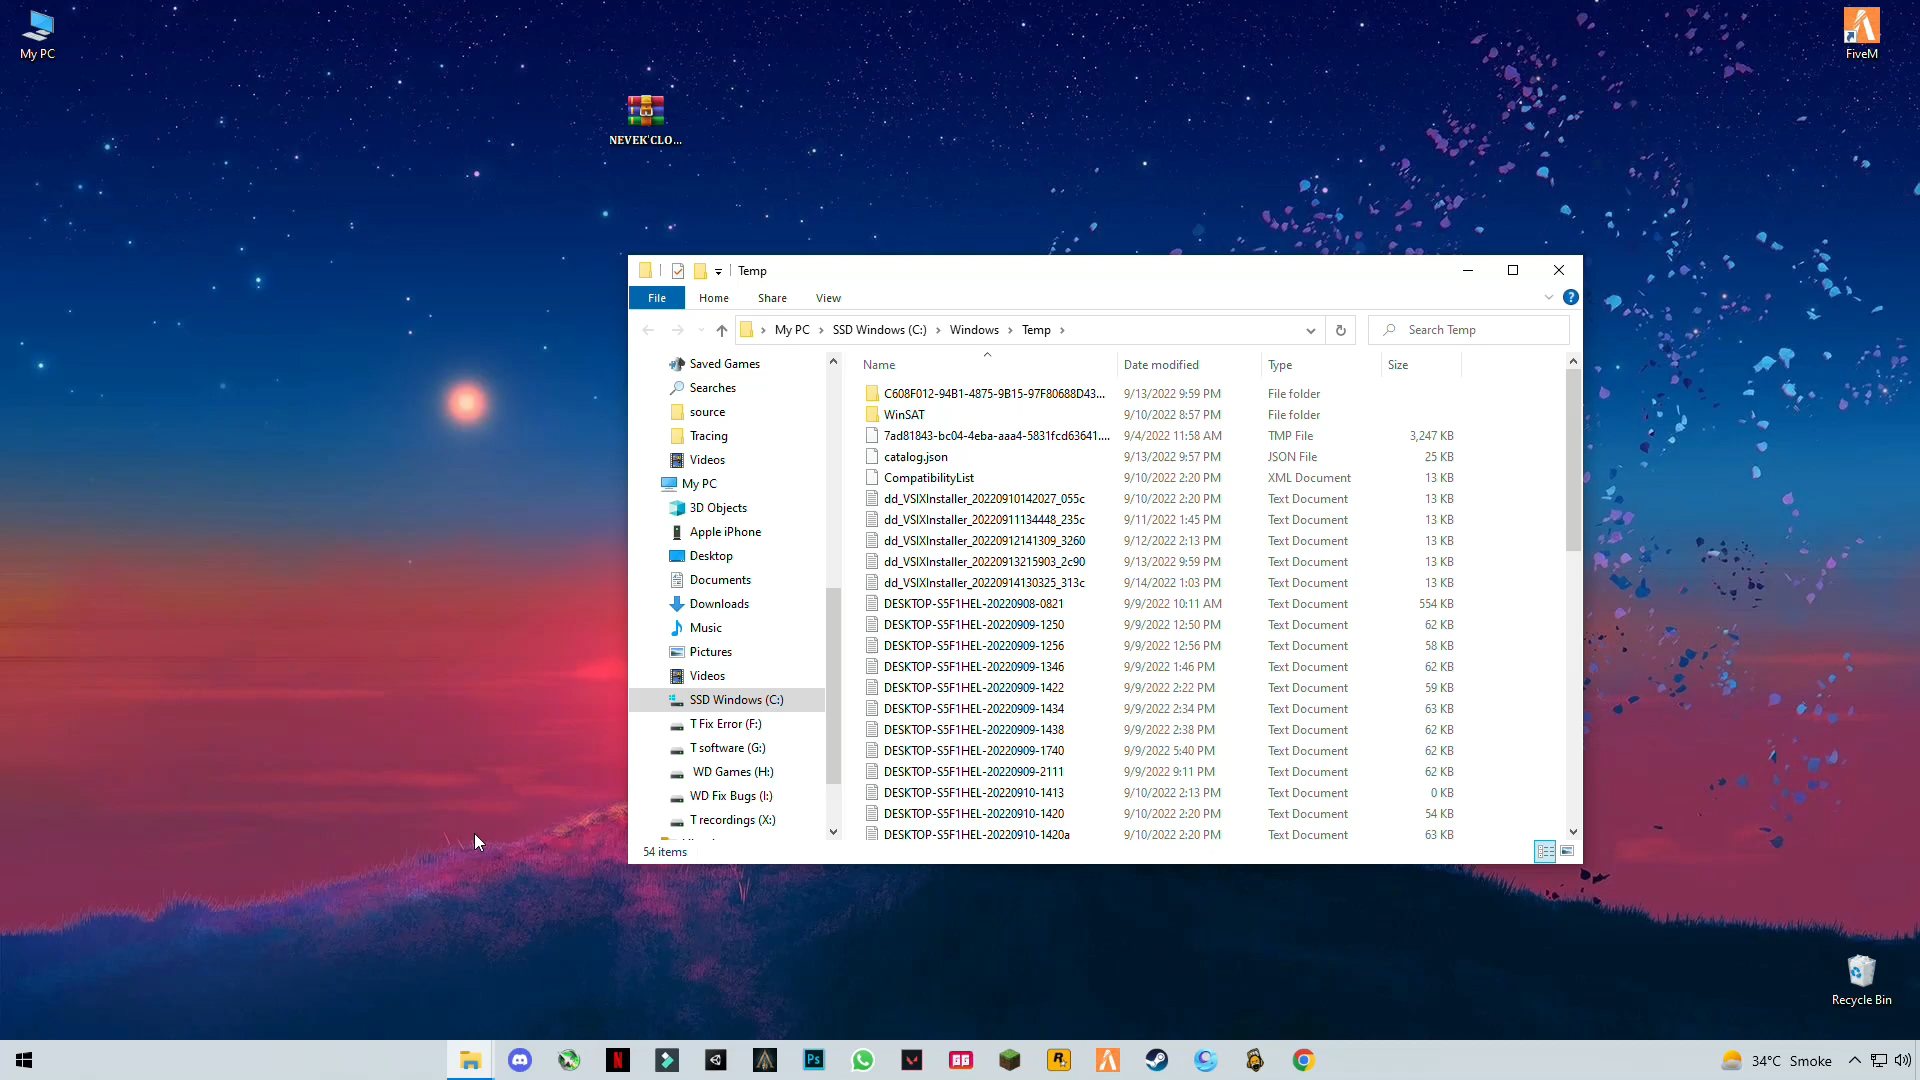 My PC
FiveM
NEVEK'CLO...
Temp
File Home Share View
My PC SSD Windows (C:) Windows Temp
Search Temp
Saved Games
Searches
source
Tracing
Videos
My PC
3D Objects
Apple iPhone
Desktop
Documents
Downloads
Music
Pictures
Videos
SSD Windows (C:)
T Fix Error (F:)
T software (G:)
WD Games (H:)
WD Fix Bugs (I:)
T recordings (X:)
Name Date modified Type Size
C608F012-94B1-4875-9B15-97F80688D43... 9/13/2022 9:59 PM File folder
WinSAT 9/10/2022 8:57 PM File folder
7ad81843-bc04-4eba-aaa4-5831fcd63641.... 9/4/2022 11:58 AM TMP File 3,247 KB
catalog.json 9/13/2022 9:57 PM JSON File 25 KB
CompatibilityList 9/10/2022 2:20 PM XML Document 13 KB
dd_VSIXInstaller_20220910142027_055c 9/10/2022 2:20 PM Text Document 13 KB
dd_VSIXInstaller_20220911134448_235c 9/11/2022 1:45 PM Text Document 13 KB
dd_VSIXInstaller_20220912141309_3260 9/12/2022 2:13 PM Text Document 13 KB
dd_VSIXInstaller_20220913215903_2c90 9/13/2022 9:59 PM Text Document 13 KB
dd_VSIXInstaller_20220914130325_313c 9/14/2022 1:03 PM Text Document 13 KB
DESKTOP-S5F1HEL-20220908-0821 9/9/2022 10:11 AM Text Document 554 KB
DESKTOP-S5F1HEL-20220909-1250 9/9/2022 12:50 PM Text Document 62 KB
DESKTOP-S5F1HEL-20220909-1256 9/9/2022 12:56 PM Text Document 58 KB
DESKTOP-S5F1HEL-20220909-1346 9/9/2022 1:46 PM Text Document 62 KB
DESKTOP-S5F1HEL-20220909-1422 9/9/2022 2:22 PM Text Document 59 KB
DESKTOP-S5F1HEL-20220909-1434 9/9/2022 2:34 PM Text Document 63 KB
DESKTOP-S5F1HEL-20220909-1438 9/9/2022 2:38 PM Text Document 62 KB
DESKTOP-S5F1HEL-20220909-1740 9/9/2022 5:40 PM Text Document 62 KB
DESKTOP-S5F1HEL-20220909-2111 9/9/2022 9:11 PM Text Document 62 KB
DESKTOP-S5F1HEL-20220910-1413 9/10/2022 2:13 PM Text Document 0 KB
DESKTOP-S5F1HEL-20220910-1420 9/10/2022 2:20 PM Text Document 54 KB
DESKTOP-S5F1HEL-20220910-1420a 9/10/2022 2:20 PM Text Document 63 KB
54 items
Recycle Bin
34°C Smoke